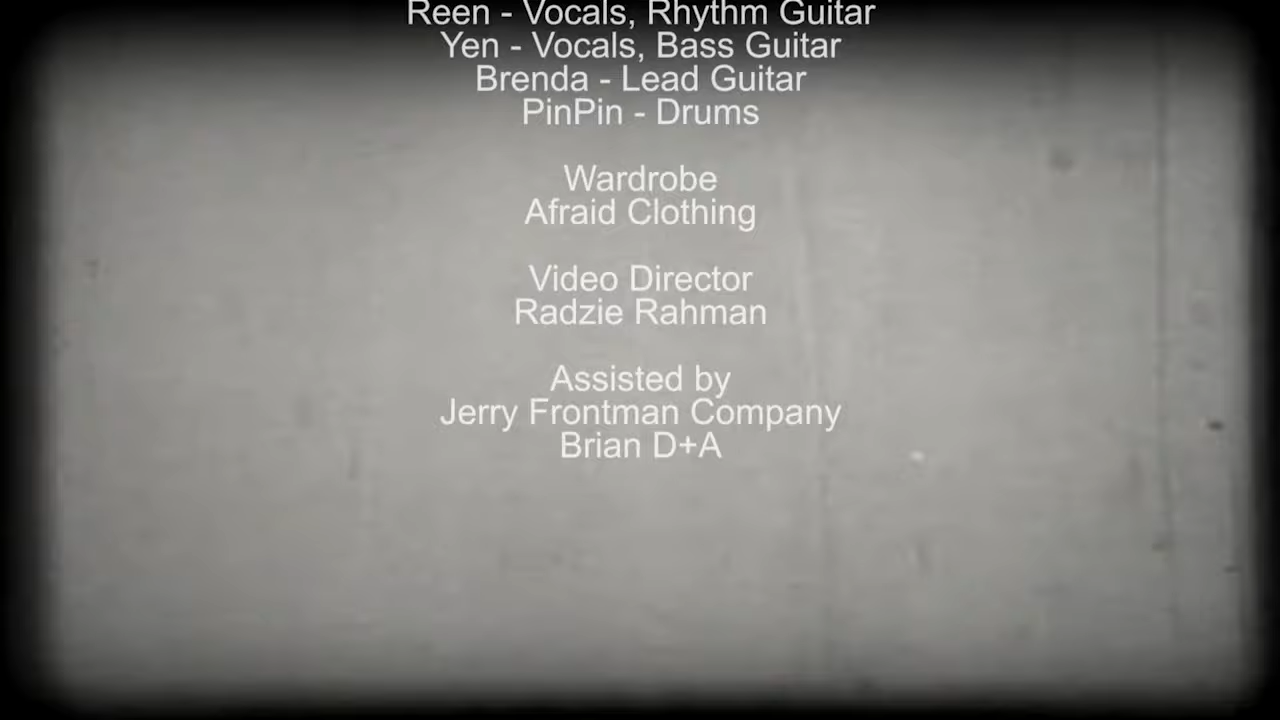 Reen - Vocals, Rhythm Guitar
Yen - Vocals, Bass Guitar
Brenda - Lead Guitar
PinPin - Drums
Wardrobe
Afraid Clothing
Video Director
Radzie Rahman
Assisted by
Jerry Frontman Company
Brian D+A